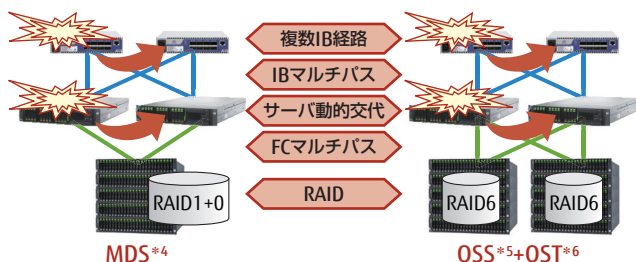 複数IB経路
IBマルチパス
サーバ動的交代
FCマルチパス
RAID
RAID1+0
RAID6
RAID6
MDS*4
OSS*5+OST*6